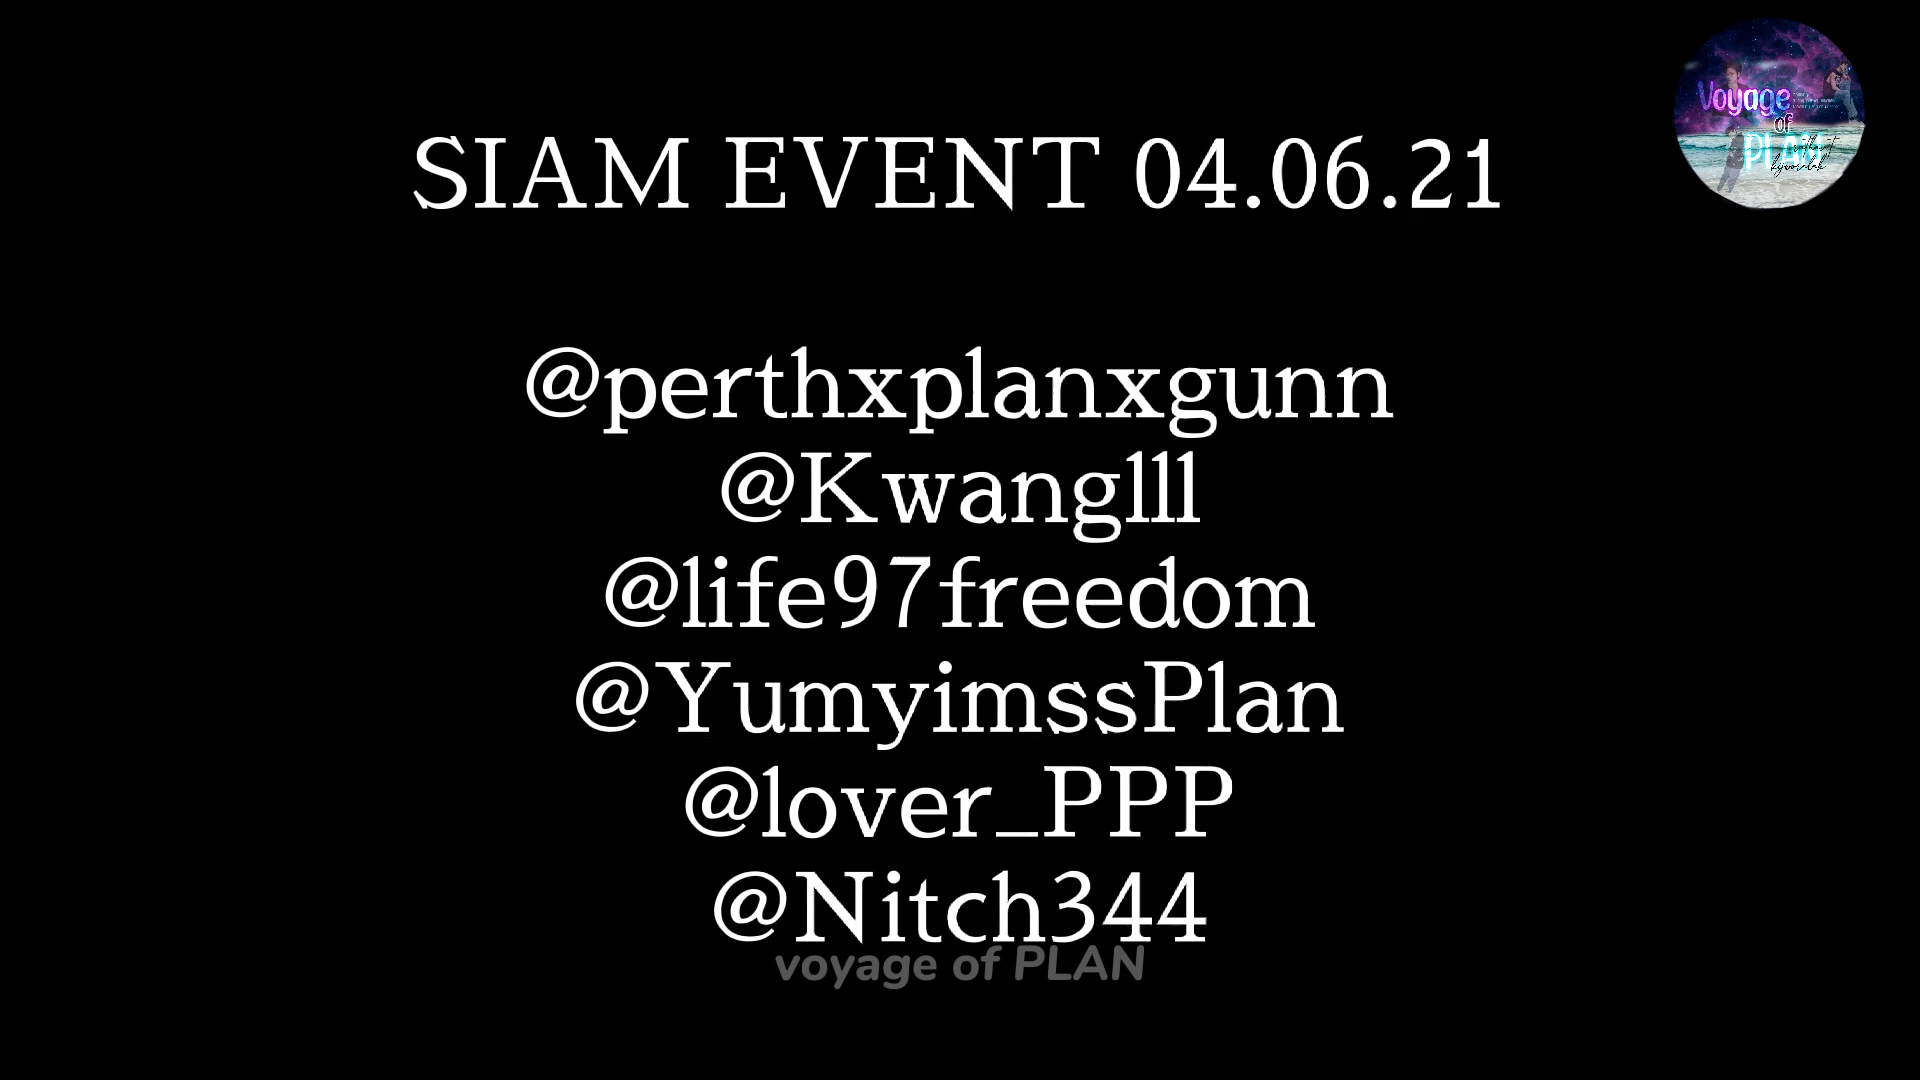 SIAM EVENT 04.06.21
@perthxplanxgunn
@Kwanglll
@life97freedom
@YumyimssPlan
@lover_PPP
@Nitch344
voyage of PLAN
Voyage
of
PLAN